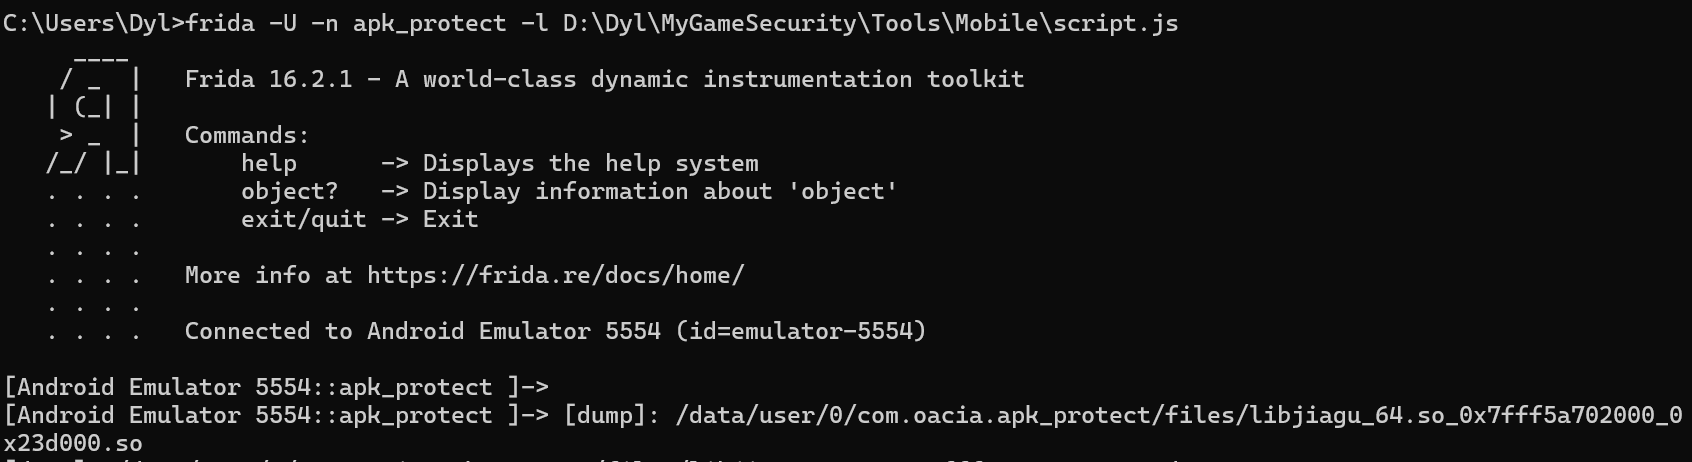 C:\Users\Dyl>frida -U -n apk_protect -l D:\Dyl\MyGameSecurity\Tools\Mobile\script.js
     ____
    / _  |   Frida 16.2.1 - A world-class dynamic instrumentation toolkit
   | (_| |
    > _  |   Commands:
   /_/ |_|       help      -> Displays the help system
   . . . .       object?   -> Display information about 'object'
   . . . .       exit/quit -> Exit
   . . . .
   . . . .   More info at https://frida.re/docs/home/
   . . . .
   . . . .   Connected to Android Emulator 5554 (id=emulator-5554)
[Android Emulator 5554::apk_protect ]->
[Android Emulator 5554::apk_protect ]-> [dump]: /data/user/0/com.oacia.apk_protect/files/libjiagu_64.so_0x7fff5a702000_0
x23d000.so